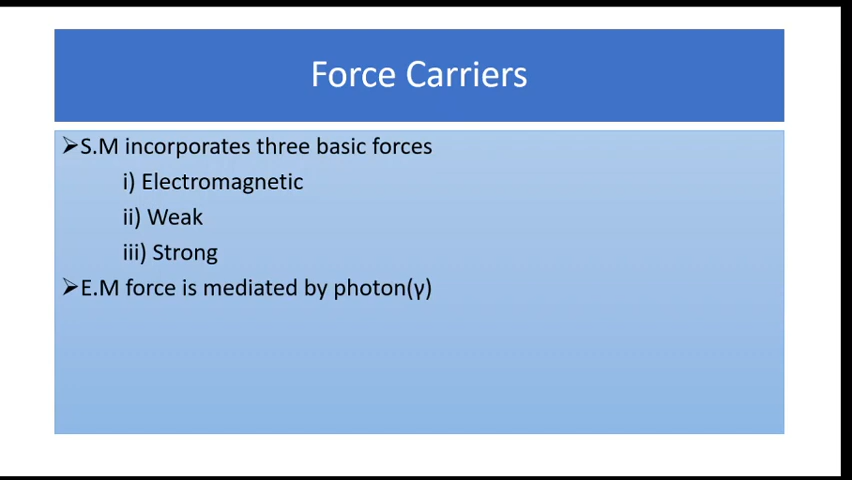 Force Carriers
➢S.M incorporates three basic forces
i) Electromagnetic
ii) Weak
iii) Strong
➢E.M force is mediated by photon(γ)